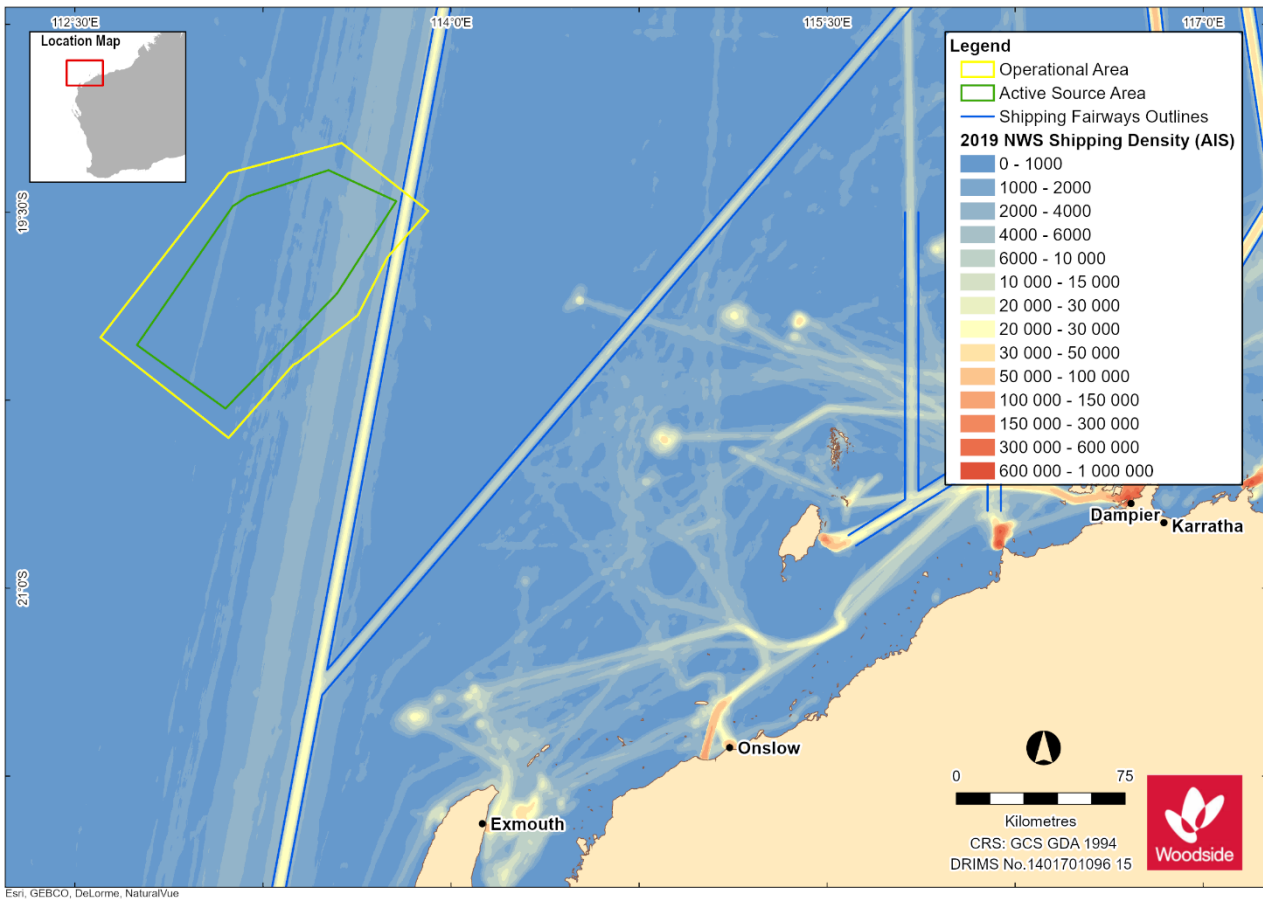 112°30'E 114°0'E 115°30'E 117°0'E
Location Map
Legend
Operational Area
Active Source Area
Shipping Fairways Outlines
2019 NWS Shipping Density (AIS)
0 - 1000
1000 - 2000
2000 - 4000
4000 - 6000
6000 - 10 000
10 000 - 15 000
20 000 - 30 000
20 000 - 30 000
30 000 - 50 000
50 000 - 100 000
100 000 - 150 000
150 000 - 300 000
300 000 - 600 000
600 000 - 1 000 000
19°30'S
Dampier
Karratha
21°0'S
Onslow
Exmouth
0 75
Kilometres
CRS: GCS GDA 1994
DRIMS No.1401701096 15
Woodside
Esri, GEBCO, DeLorme, NaturalVue